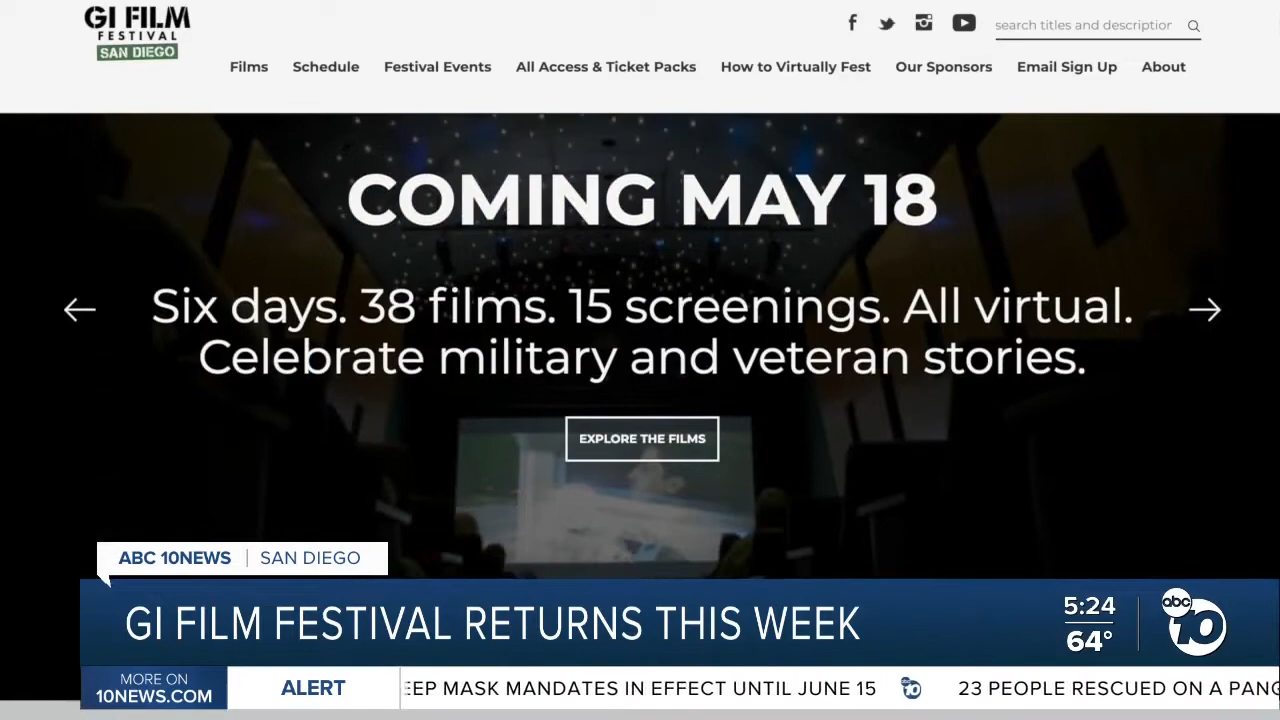 GI FILM
FESTIVAL
SAN DIEGO
search titles and description
Films Schedule Festival Events All Access & Ticket Packs How to Virtually Fest Our Sponsors Email Sign Up About
COMING MAY 18
Six days. 38 films. 15 screenings. All virtual.
Celebrate military and veteran stories.
EXPLORE THE FILMS
ABC 10NEWS SAN DIEGO
GI FILM FESTIVAL RETURNS THIS WEEK
5:24
64°
abc 10
MORE ON
10NEWS.COM
ALERT
EEP MASK MANDATES IN EFFECT UNTIL JUNE 15 abc 10 23 PEOPLE RESCUED ON A PANG